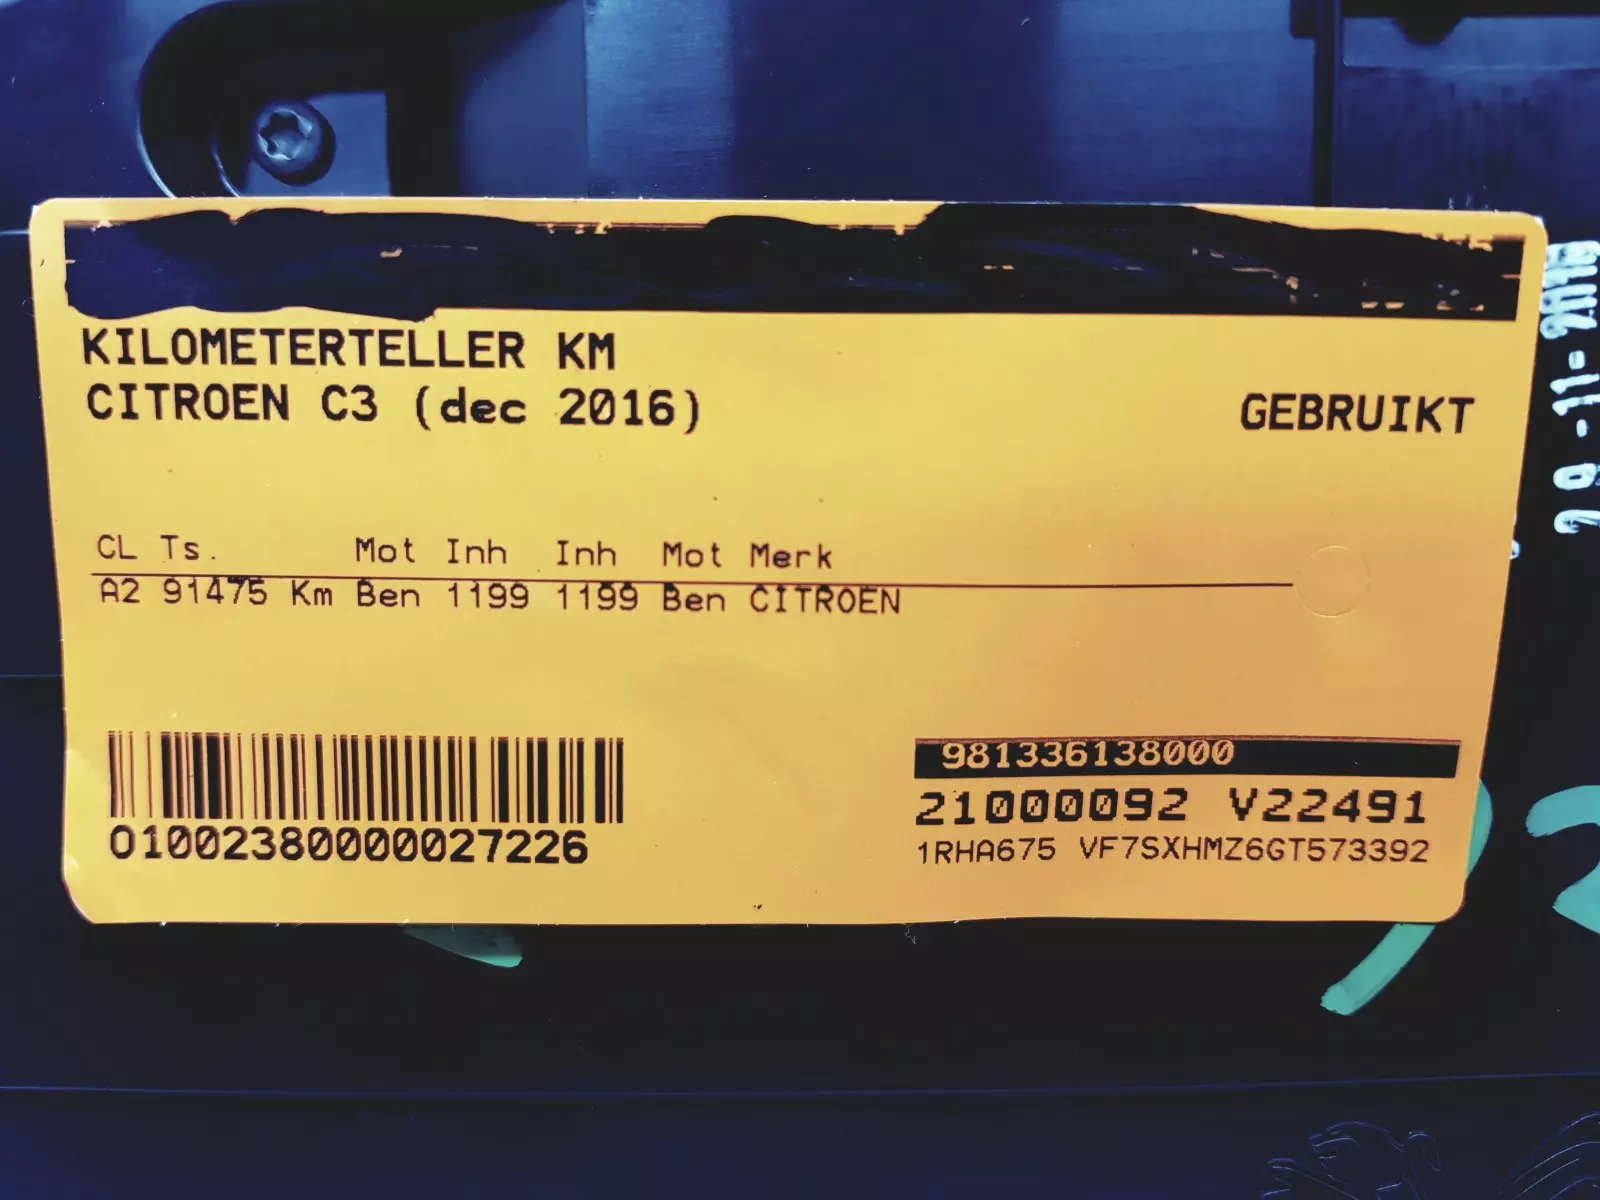 KILOMETERTELLER KM
CITROEN C3 (dec 2016)
GEBRUIKT
CL Ts. Mot Inh Inh Mot Merk
A2 91475 Km Ben 1199 1199 Ben CITROEN
01002380000027226
981336138000
21000092 V22491
1RHA675 VF7SXHMZ6GT573392